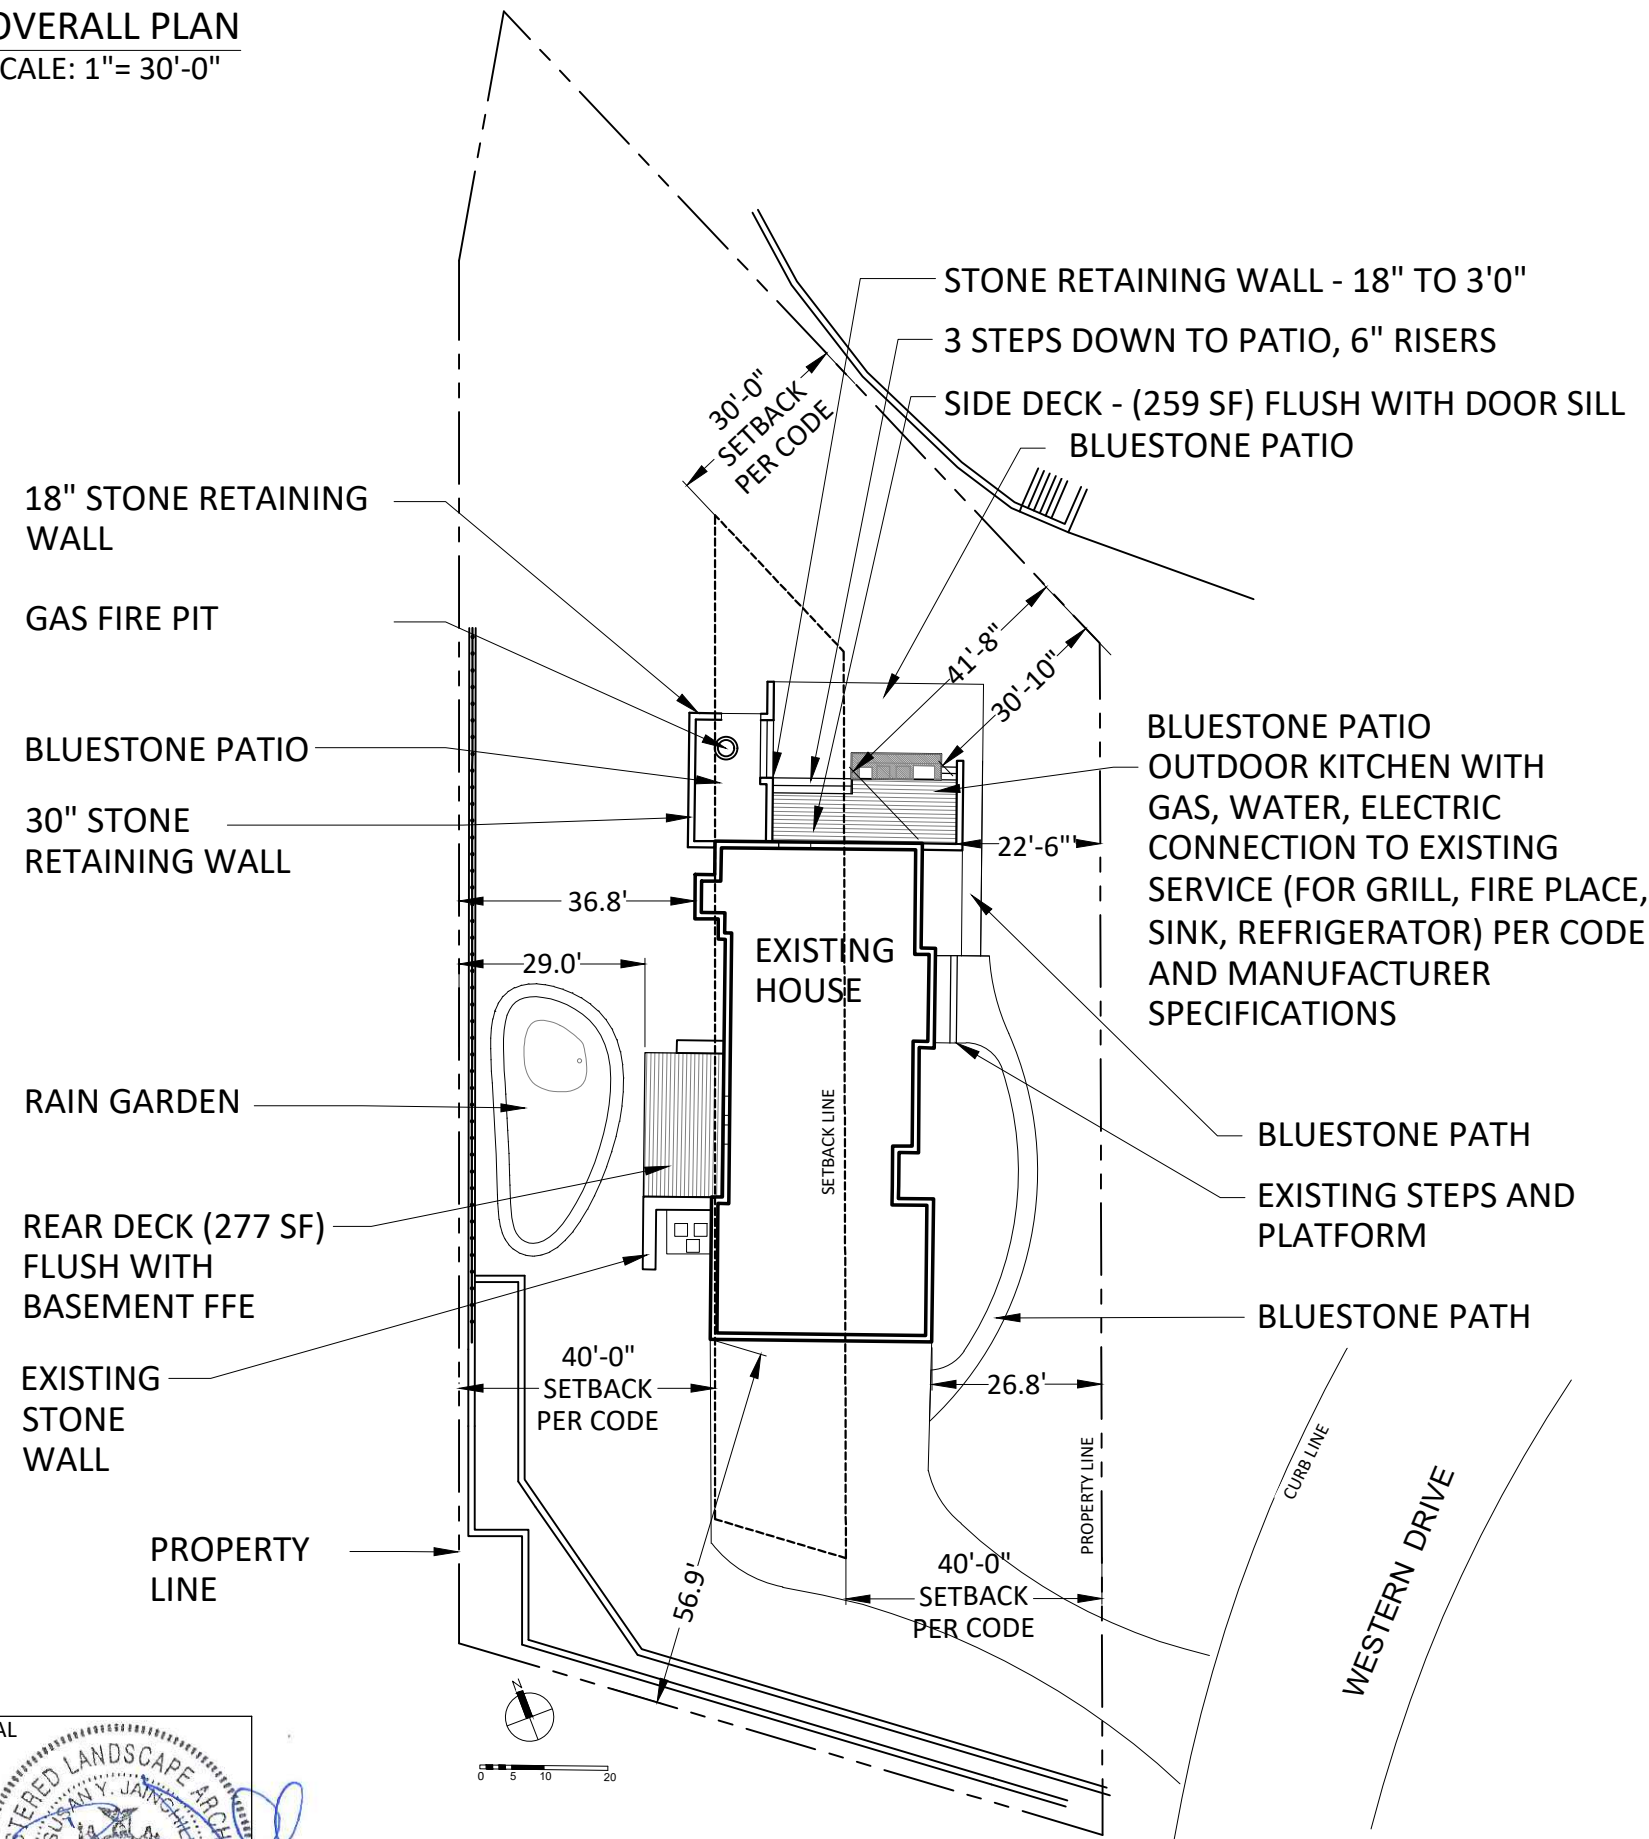 OVERALL PLAN
CALE: 1"= 30'-0"
STONE RETAINING WALL - 18" TO 3'0"
3 STEPS DOWN TO PATIO, 6" RISERS
SIDE DECK - (259 SF) FLUSH WITH DOOR SILL
BLUESTONE PATIO
30'-0"
SETBACK
PER CODE
18" STONE RETAINING
WALL
GAS FIRE PIT
BLUESTONE PATIO
30" STONE
RETAINING WALL
41'-8"
30'-10"
BLUESTONE PATIO
OUTDOOR KITCHEN WITH
GAS, WATER, ELECTRIC
CONNECTION TO EXISTING
SERVICE (FOR GRILL, FIRE PLACE,
SINK, REFRIGERATOR) PER CODE
AND MANUFACTURER
SPECIFICATIONS
22'-6"'
36.8'
29.0'
EXISTING
HOUSE
SETBACK LINE
RAIN GARDEN
REAR DECK (277 SF)
FLUSH WITH
BASEMENT FFE
EXISTING
STONE
WALL
BLUESTONE PATH
EXISTING STEPS AND
PLATFORM
BLUESTONE PATH
40'-0"
SETBACK
PER CODE
26.8'
PROPERTY LINE
CURB LINE
WESTERN DRIVE
PROPERTY
LINE
56.9'
40'-0"
SETBACK
PER CODE
N
0 5 10 20
AL
STERED LANDSCAPE ARCH
SUSAN Y.